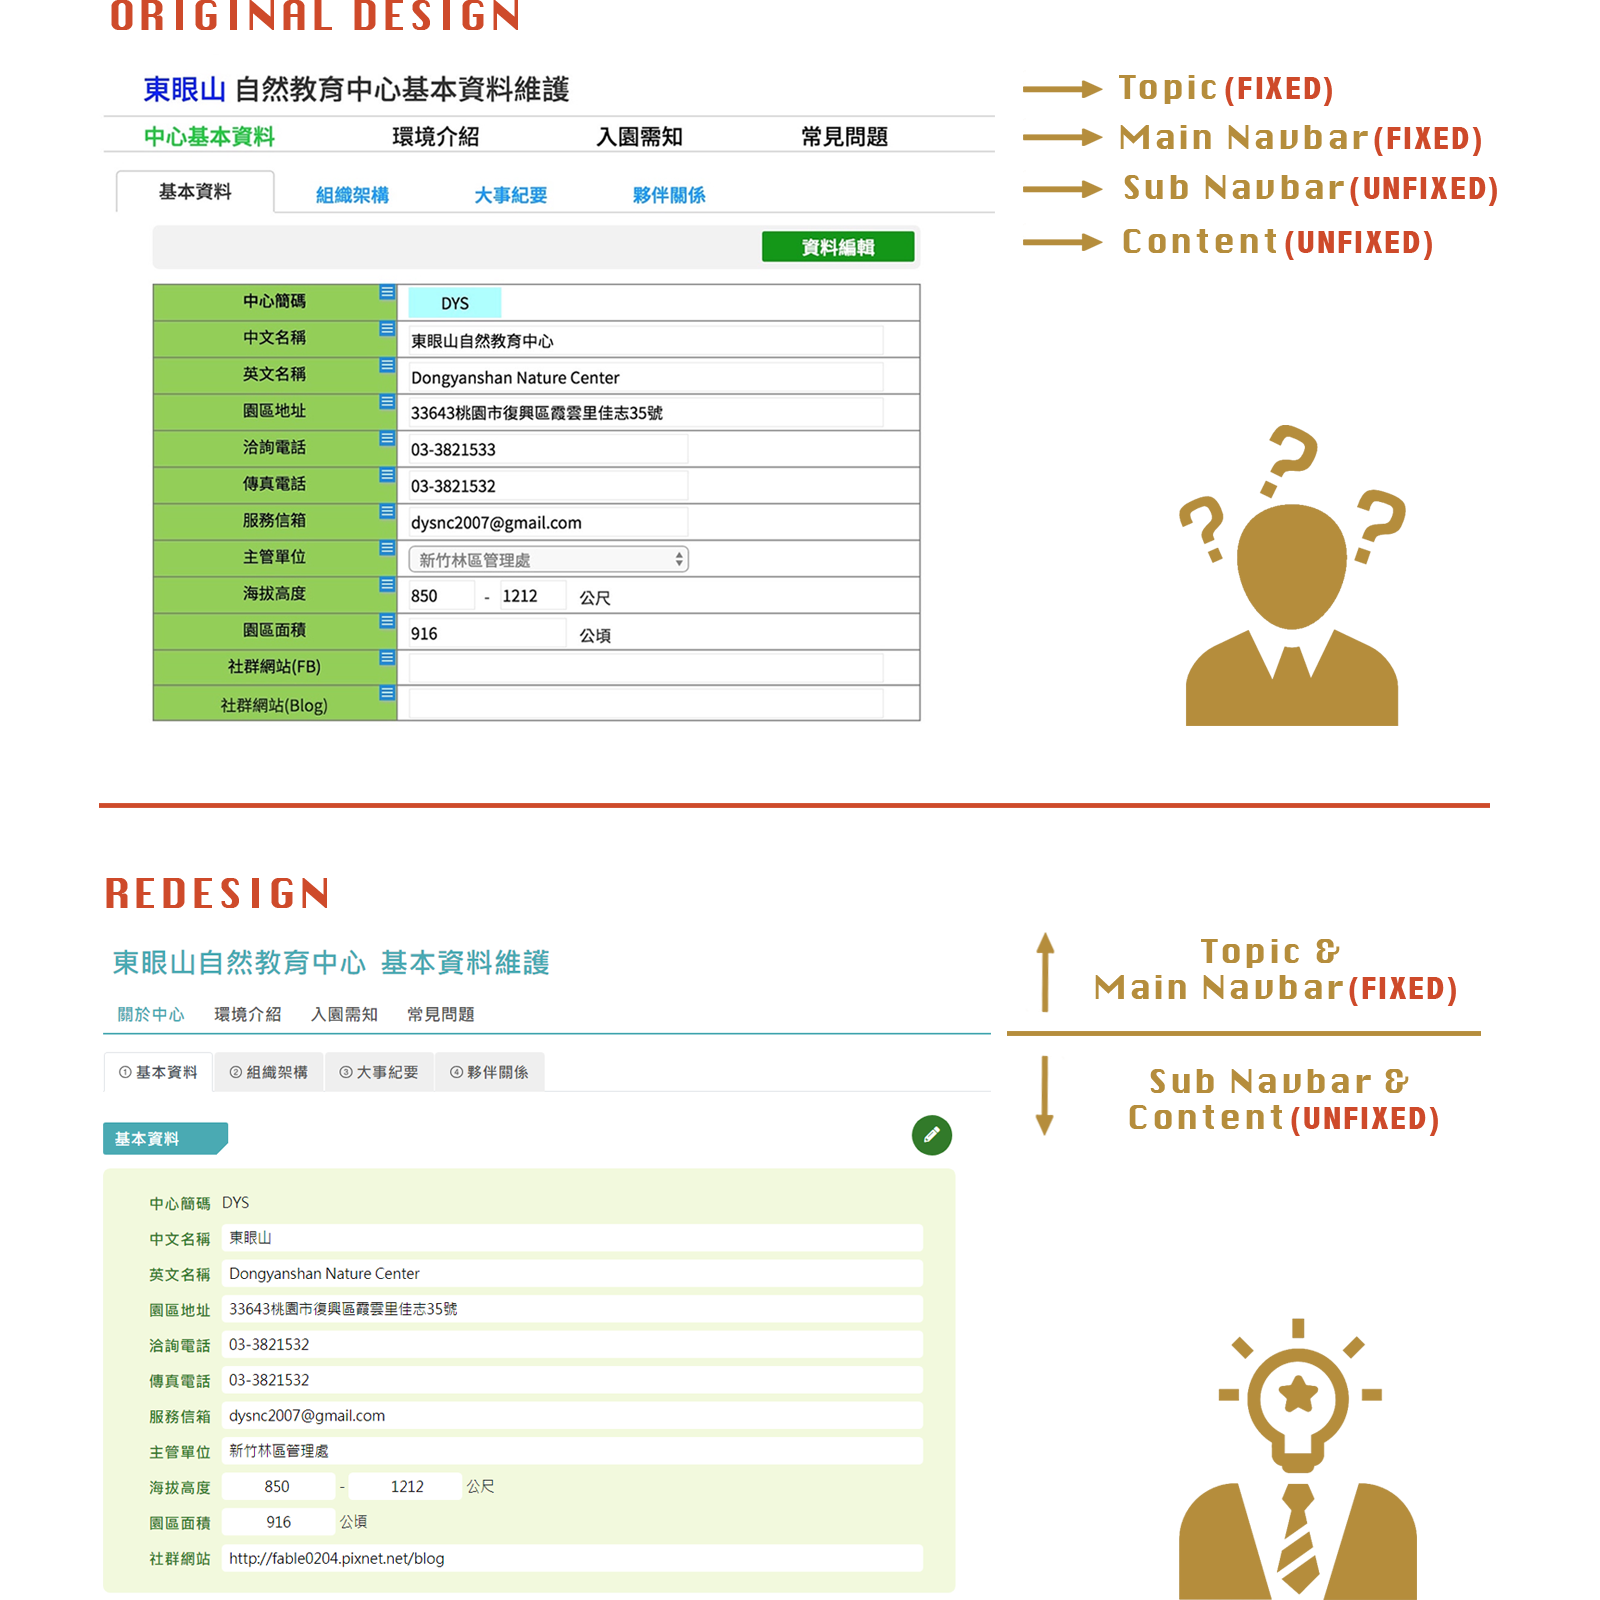 ORIGINAL DESIGN
東眼山 自然教育中心基本資料維護
中心基本資料 環境介紹 入園需知 常見問題
基本資料 組織架構 大事紀要 夥伴關係
資料編輯
中心簡碼 DYS
中文名稱 東眼山自然教育中心
英文名稱 Dongyanshan Nature Center
園區地址 33643桃園市復興區霞雲里佳志35號
洽詢電話 03-3821533
傳真電話 03-3821532
服務信箱 dysnc2007@gmail.com
主管單位 新竹林區管理處
海拔高度 850 - 1212 公尺
園區面積 916 公頃
社群網站(FB)
社群網站(Blog)
Topic (FIXED)
Main Navbar (FIXED)
Sub Navbar (UNFIXED)
Content (UNFIXED)
?
?
?
REDESIGN
東眼山自然教育中心 基本資料維護
關於中心 環境介紹 入園需知 常見問題
① 基本資料 ② 組織架構 ③ 大事紀要 ④ 夥伴關係
基本資料
中心簡碼 DYS
中文名稱 東眼山
英文名稱 Dongyanshan Nature Center
園區地址 33643桃園市復興區霞雲里佳志35號
洽詢電話 03-3821532
傳真電話 03-3821532
服務信箱 dysnc2007@gmail.com
主管單位 新竹林區管理處
海拔高度 850 - 1212 公尺
園區面積 916 公頃
社群網站 http://fable0204.pixnet.net/blog
Topic &
Main Navbar (FIXED)
Sub Navbar &
Content (UNFIXED)